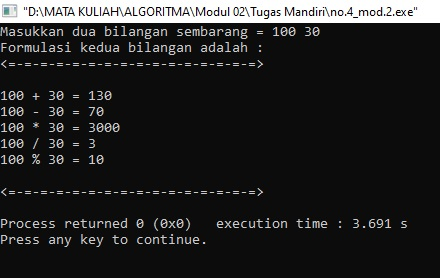 "D:\MATA KULIAH\ALGORITMA\Modul 02\Tugas Mandiri\no.4_mod.2.exe"
Masukkan dua bilangan sembarang = 100 30
Formulasi kedua bilangan adalah :
<=-=-=-=-=-=-=-=-=-=-=-=-=-=-=>
100 + 30 = 130
100 - 30 = 70
100 * 30 = 3000
100 / 30 = 3
100 % 30 = 10
<=-=-=-=-=-=-=-=-=-=-=-=-=-=-=>
Process returned 0 (0x0)   execution time : 3.691 s
Press any key to continue.